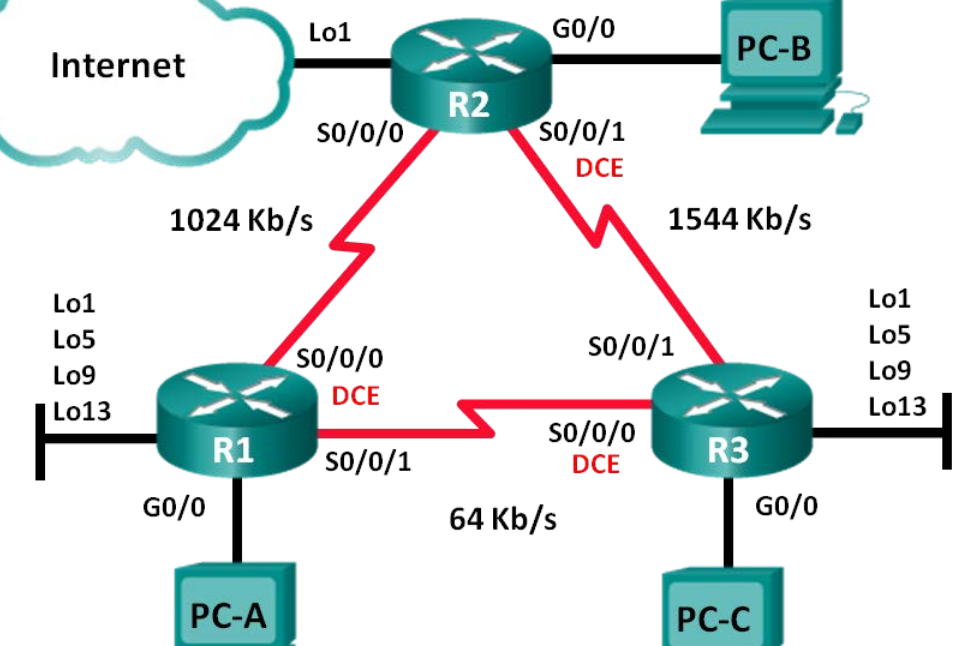 Lo1
G0/0
Internet
PC-B
R2
S0/0/0
S0/0/1
DCE
1024 Kb/s
1544 Kb/s
Lo1
Lo5
Lo9
Lo13
Lo1
Lo5
Lo9
Lo13
S0/0/0
DCE
S0/0/1
R1
S0/0/1
S0/0/0
DCE
R3
G0/0
64 Kb/s
G0/0
PC-A
PC-C